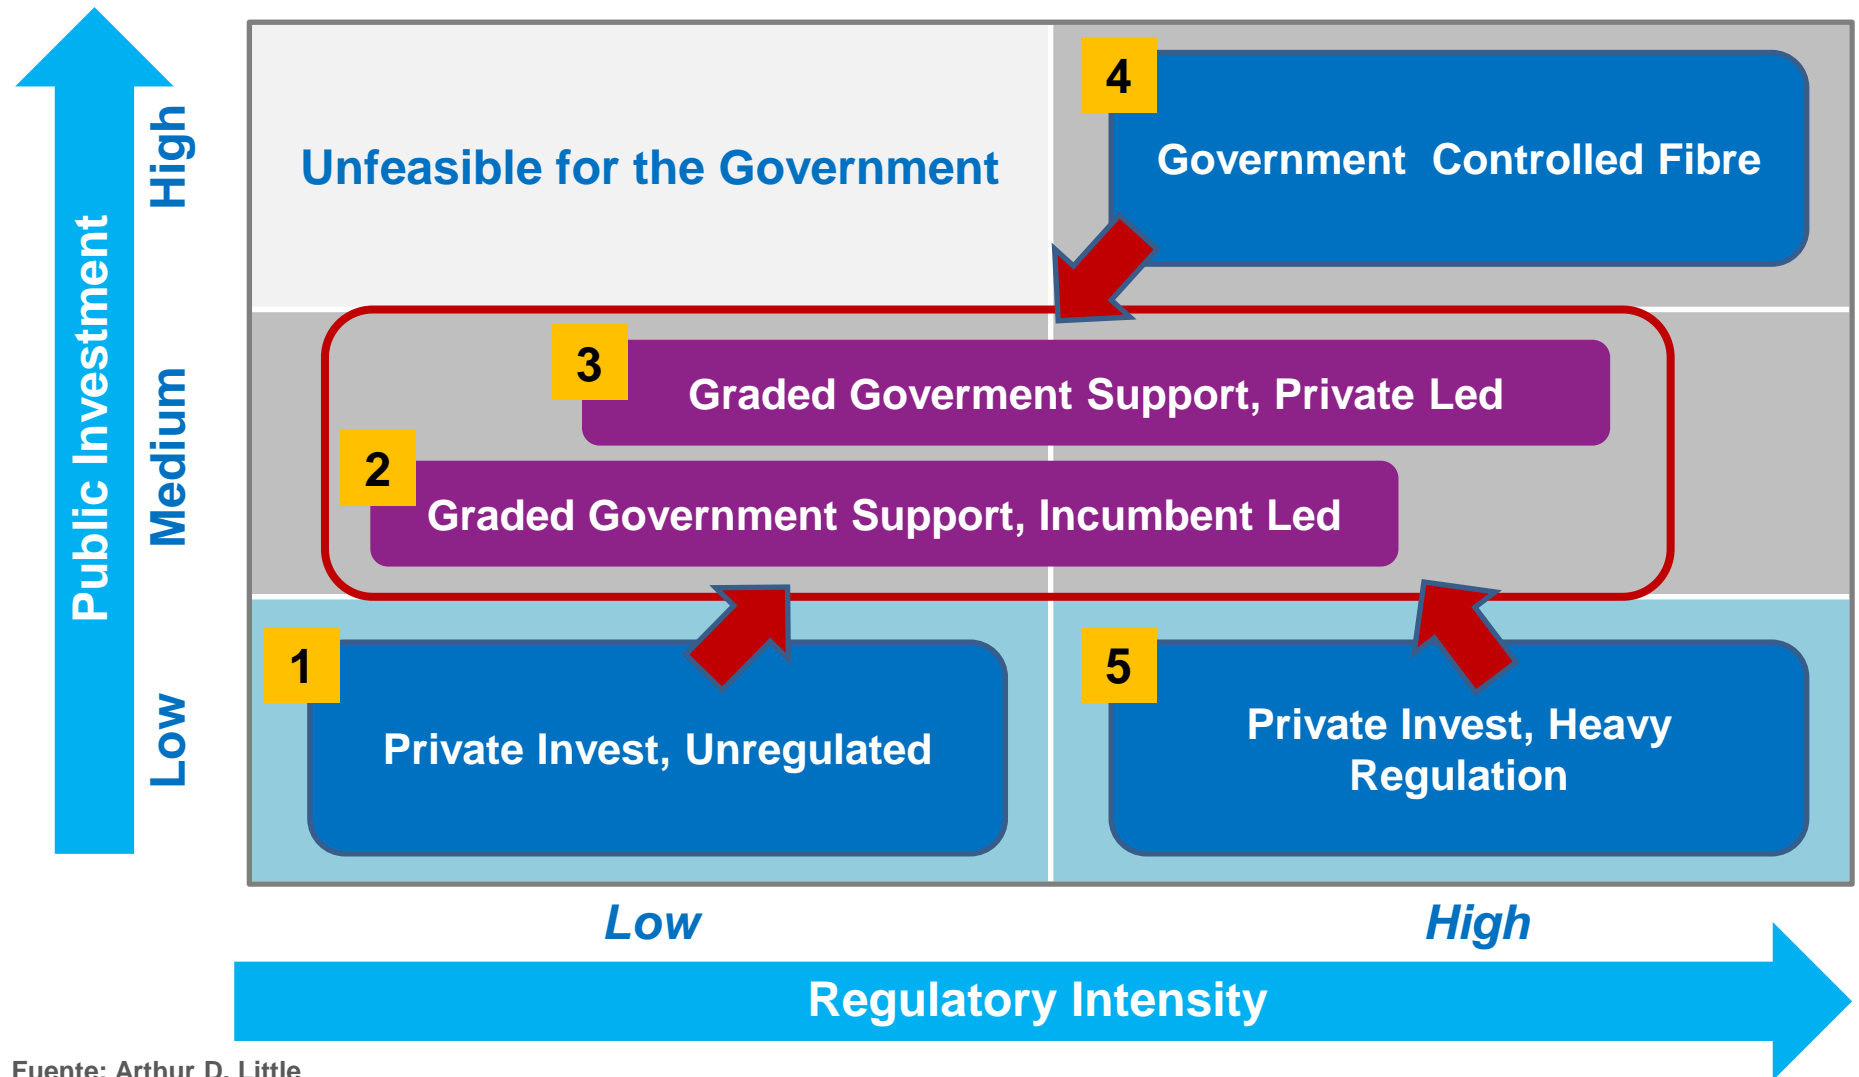 Public Investment
High
Medium
Low
Unfeasible for the Government
4
Government Controlled Fibre
3
Graded Goverment Support, Private Led
2
Graded Government Support, Incumbent Led
1
Private Invest, Unregulated
5
Private Invest, Heavy
Regulation
Low
High
Regulatory Intensity
Fuente: Arthur D. Little